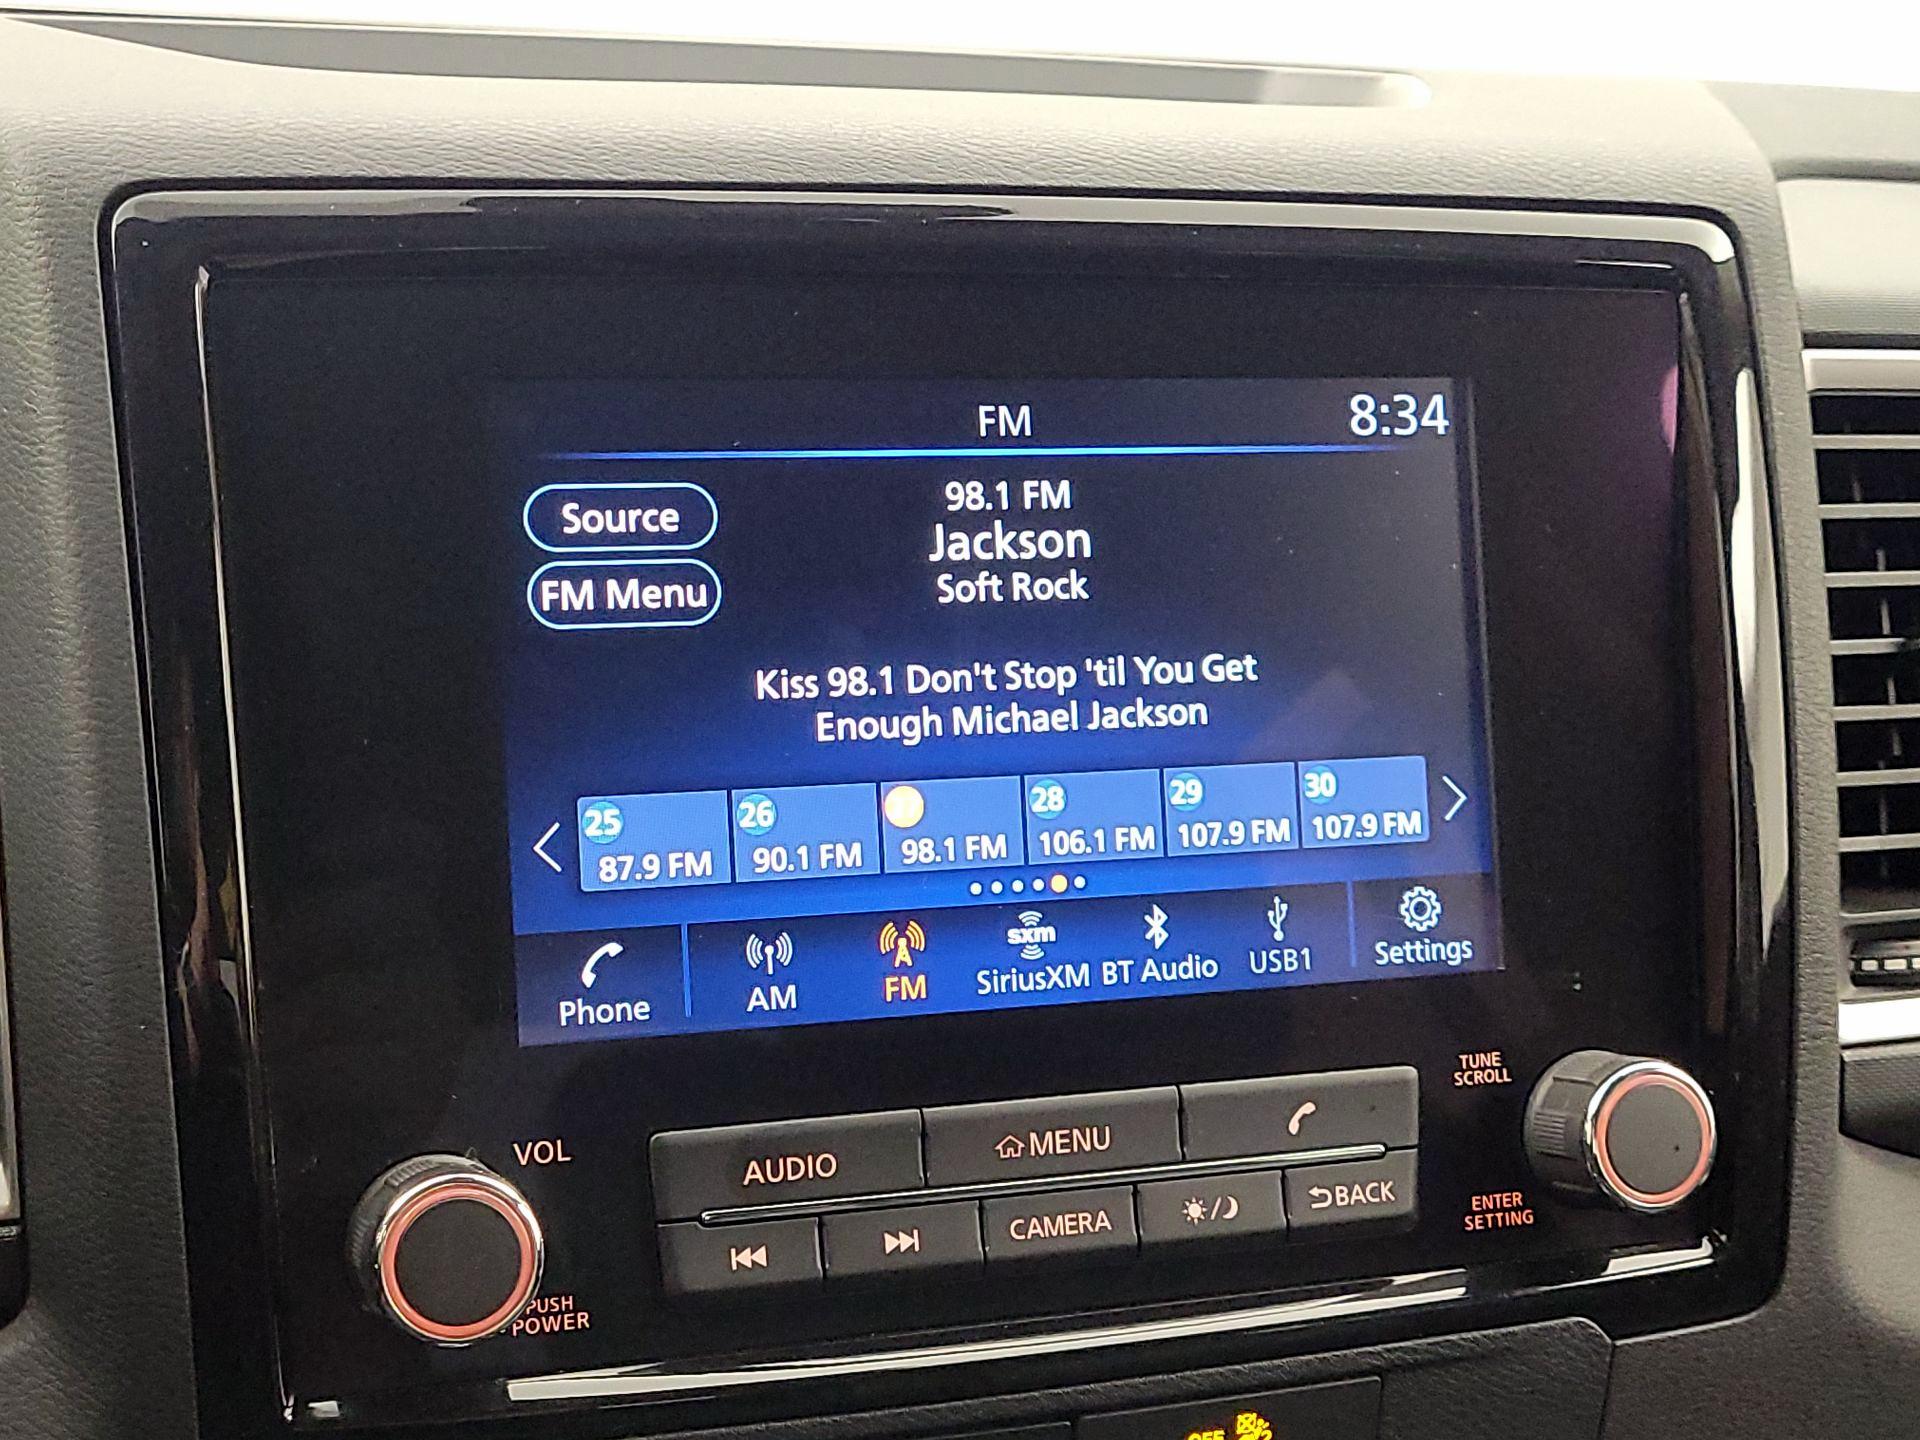 FM
8:34
Source
98.1 FM
Jackson
FM Menu
Soft Rock
Kiss 98.1 Don't Stop 'til You Get
Enough Michael Jackson
25
26
27
28
29
30
87.9 FM
90.1 FM
98.1 FM
106.1 FM
107.9 FM
107.9 FM
sxm
Phone
AM
FM
SiriusXM
BT Audio
USB1
Settings
TUNE
SCROLL
VOL
AUDIO
MENU
CAMERA
BACK
ENTER
SETTING
PUSH
POWER
OFF